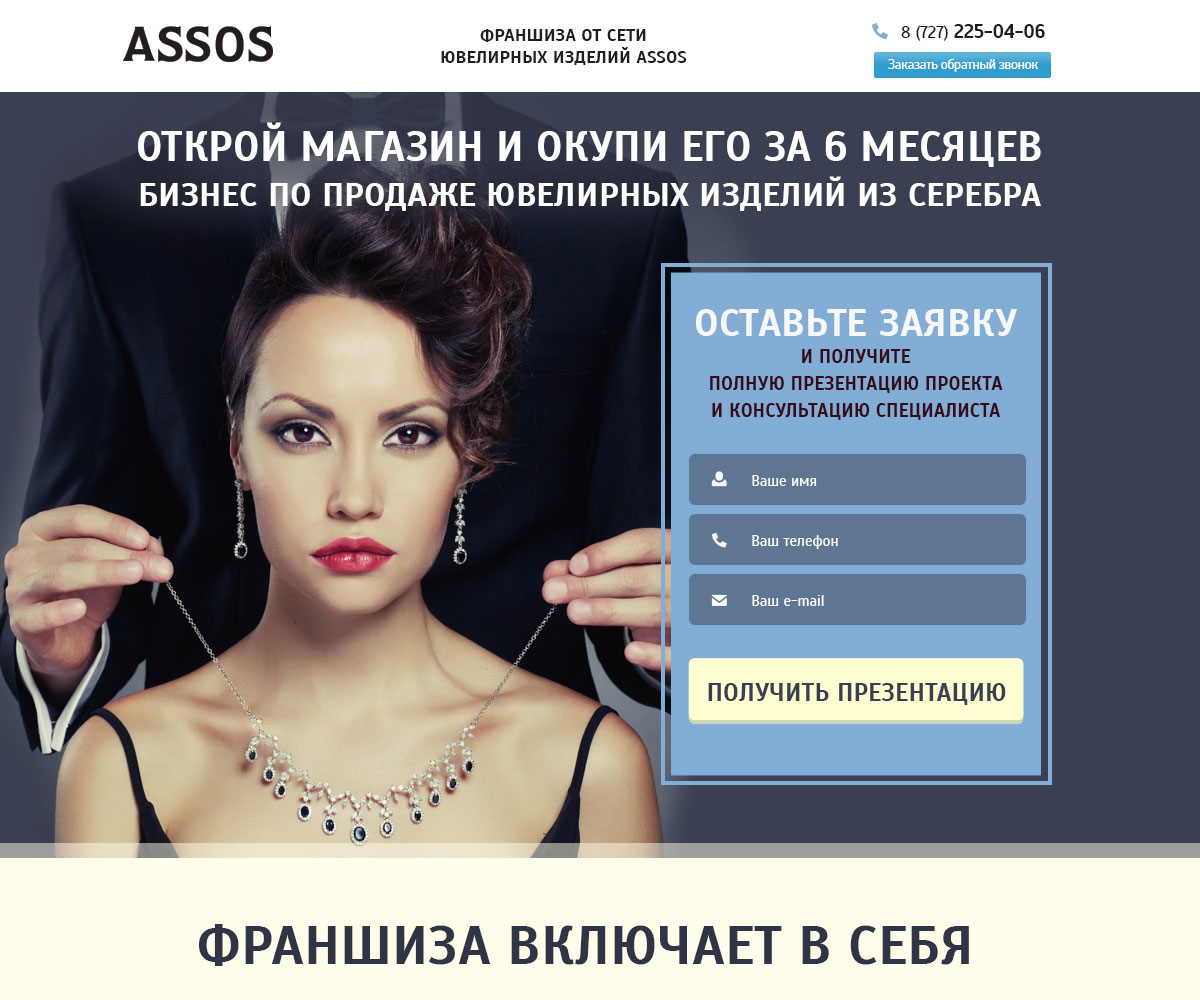 ASSOS
ФРАНШИЗА ОТ СЕТИ
ЮВЕЛИРНЫХ ИЗДЕЛИЙ ASSOS
8 (727) 225-04-06
Заказать обратный звонок
ОТКРОЙ МАГАЗИН И ОКУПИ ЕГО ЗА 6 МЕСЯЦЕВ
БИЗНЕС ПО ПРОДАЖЕ ЮВЕЛИРНЫХ ИЗДЕЛИЙ ИЗ СЕРЕБРА
ОСТАВЬТЕ ЗАЯВКУ
И ПОЛУЧИТЕ
ПОЛНУЮ ПРЕЗЕНТАЦИЮ ПРОЕКТА
И КОНСУЛЬТАЦИЮ СПЕЦИАЛИСТА
Ваше имя
Ваш телефон
Ваш e-mail
ПОЛУЧИТЬ ПРЕЗЕНТАЦИЮ
ФРАНШИЗА ВКЛЮЧАЕТ В СЕБЯ